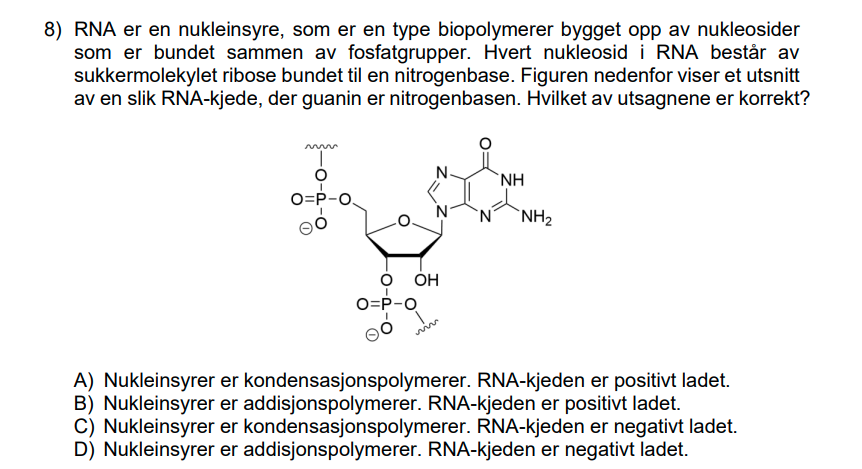 8) RNA er en nukleinsyre, som er en type biopolymerer bygget opp av nukleosider
som er bundet sammen av fosfatgrupper. Hvert nukleosid i RNA består av
sukkermolekylet ribose bundet til en nitrogenbase. Figuren nedenfor viser et utsnitt
av en slik RNA-kjede, der guanin er nitrogenbasen. Hvilket av utsagnene er korrekt?
O
O
N
NH
O=P-O
N
N
NH2
⊖O
O
O
OH
O=P-O
⊖O
A) Nukleinsyrer er kondensasjonspolymerer. RNA-kjeden er positivt ladet.
B) Nukleinsyrer er addisjonspolymerer. RNA-kjeden er positivt ladet.
C) Nukleinsyrer er kondensasjonspolymerer. RNA-kjeden er negativt ladet.
D) Nukleinsyrer er addisjonspolymerer. RNA-kjeden er negativt ladet.